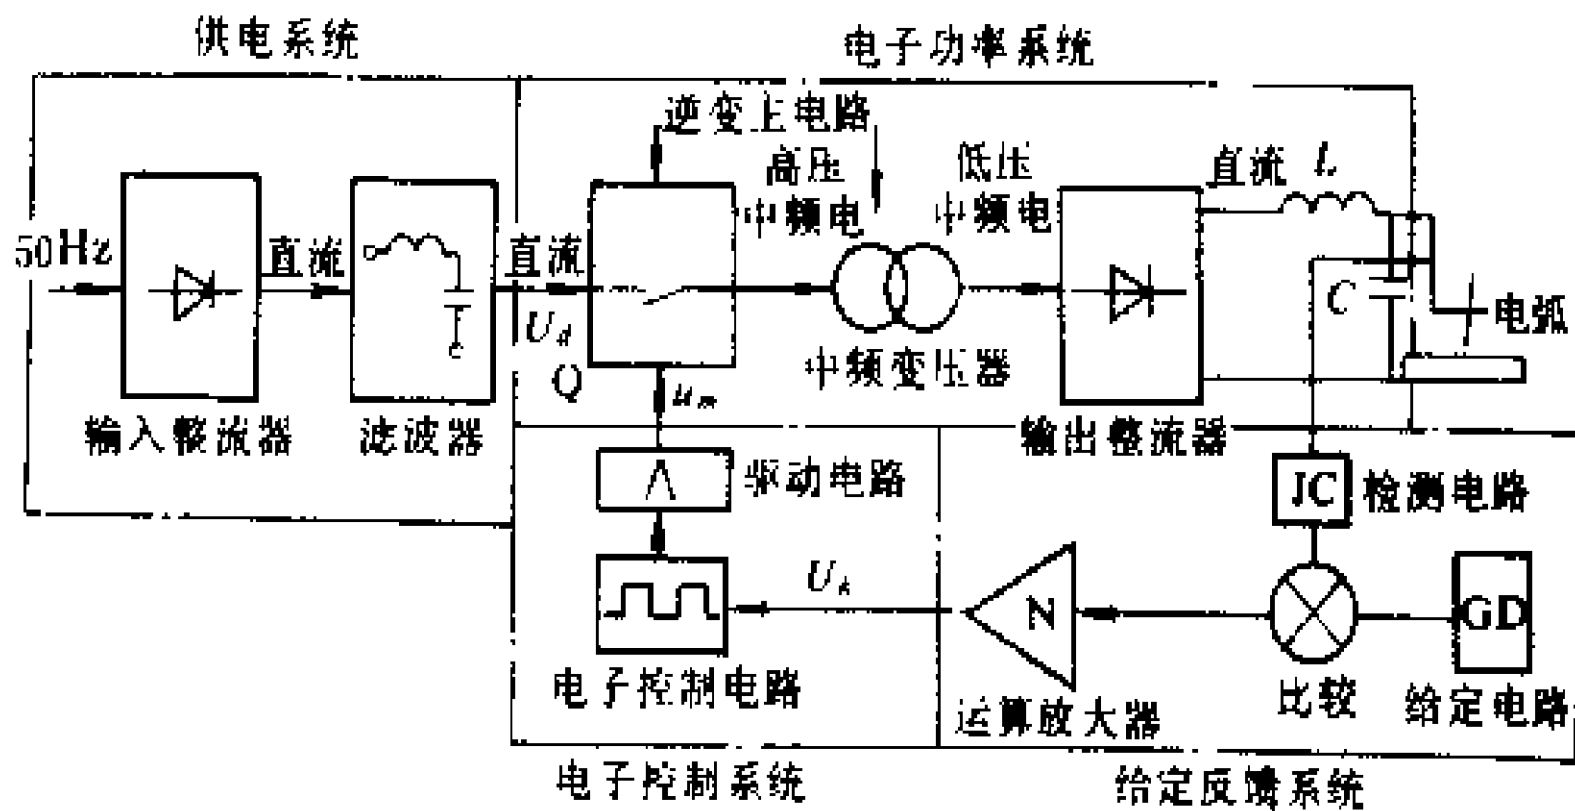 供电系统
电子功率系统
逆变主电路
高压
中频电
低压
中频电
直流 L
50Hz
直流
直流
U_d
Q
u_m
中频变压器
C
电弧
输入整流器
滤波器
输出整流器
驱动电路
JC 检测电路
U_k
N
GD
电子控制电路
运算放大器
比较
给定电路
电子控制系统
给定反馈系统